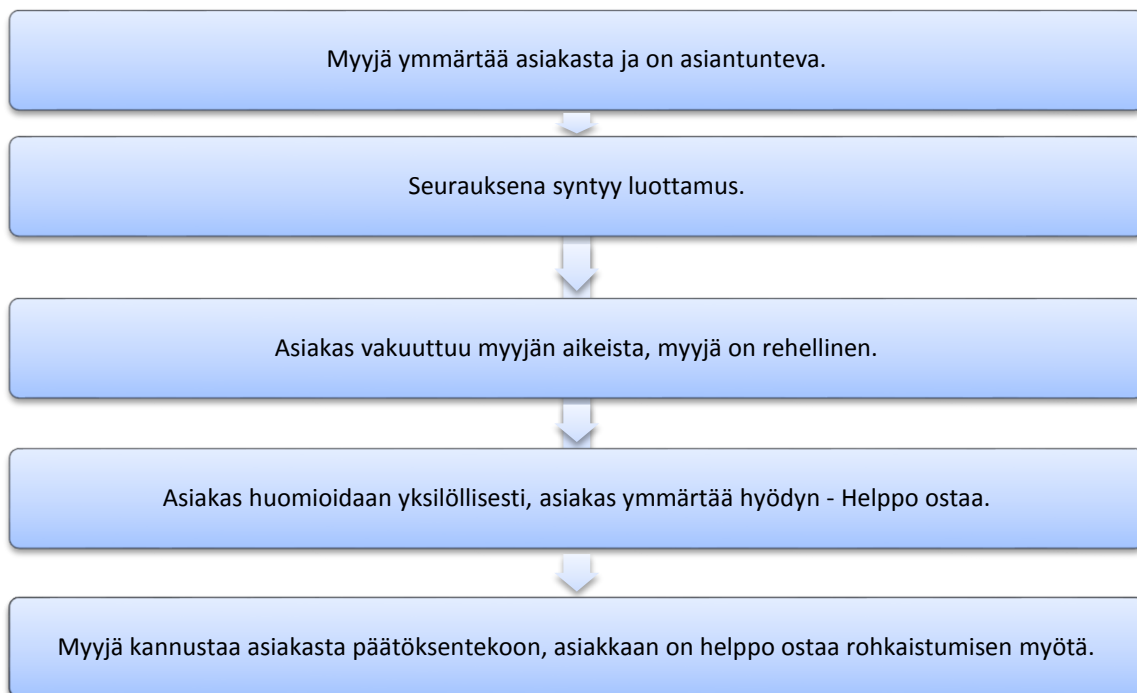 Myyjä ymmärtää asiakasta ja on asiantunteva.
Seurauksena syntyy luottamus.
Asiakas vakuuttuu myyjän aikeista, myyjä on rehellinen.
Asiakas huomioidaan yksilöllisesti, asiakas ymmärtää hyödyn - Helppo ostaa.
Myyjä kannustaa asiakasta päätöksentekoon, asiakkaan on helppo ostaa rohkaistumisen myötä.